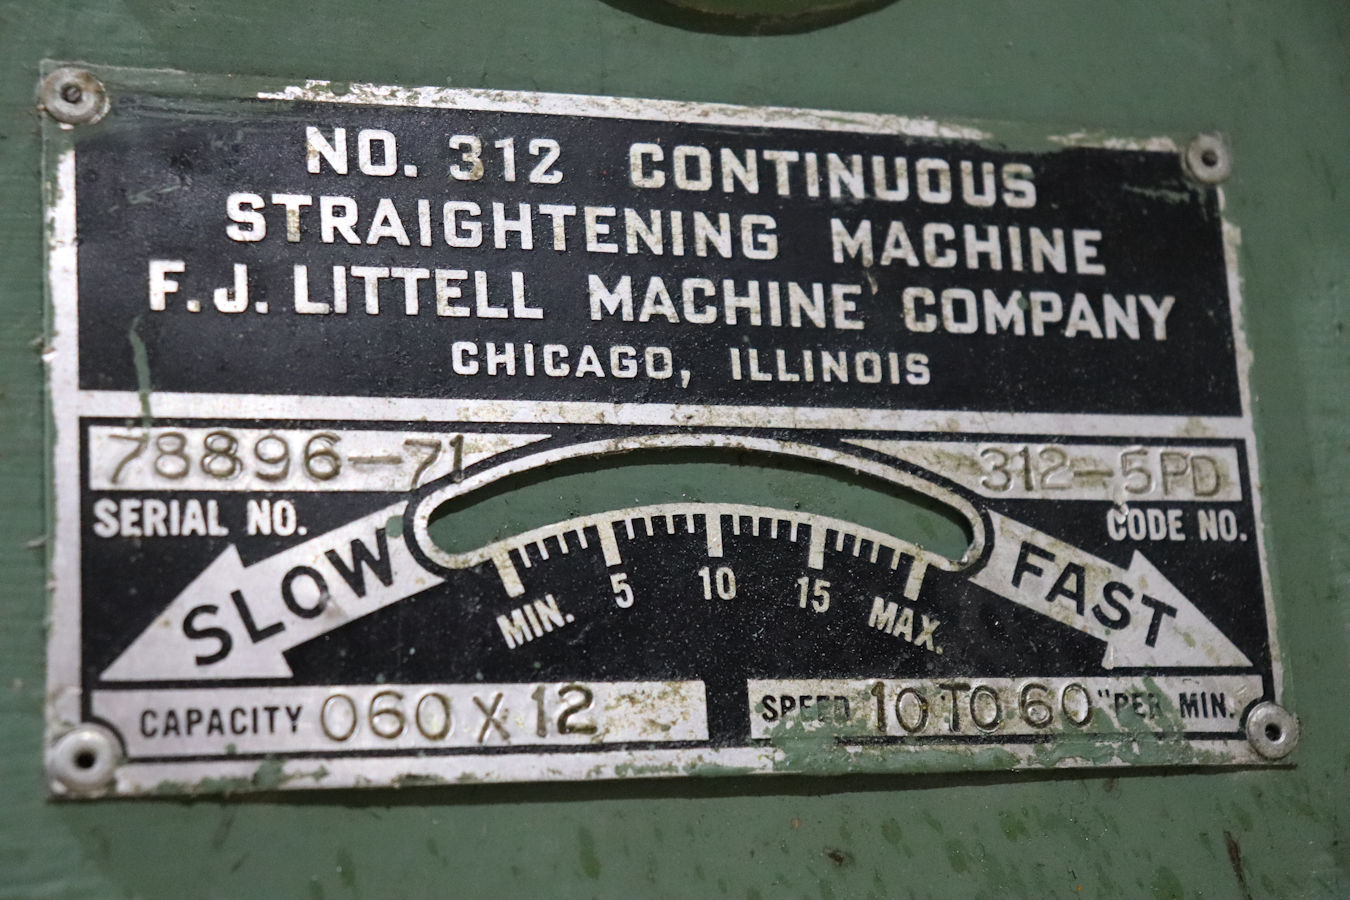 NO. 312 CONTINUOUS
STRAIGHTENING MACHINE
F.J. LITTELL MACHINE COMPANY
CHICAGO, ILLINOIS
78896-71
312-5PD
SERIAL NO.
CODE NO.
SLOW
FAST
MIN. 5 10 15 MAX.
CAPACITY 060 X 12
SPEED 10 TO 60 "PER MIN.